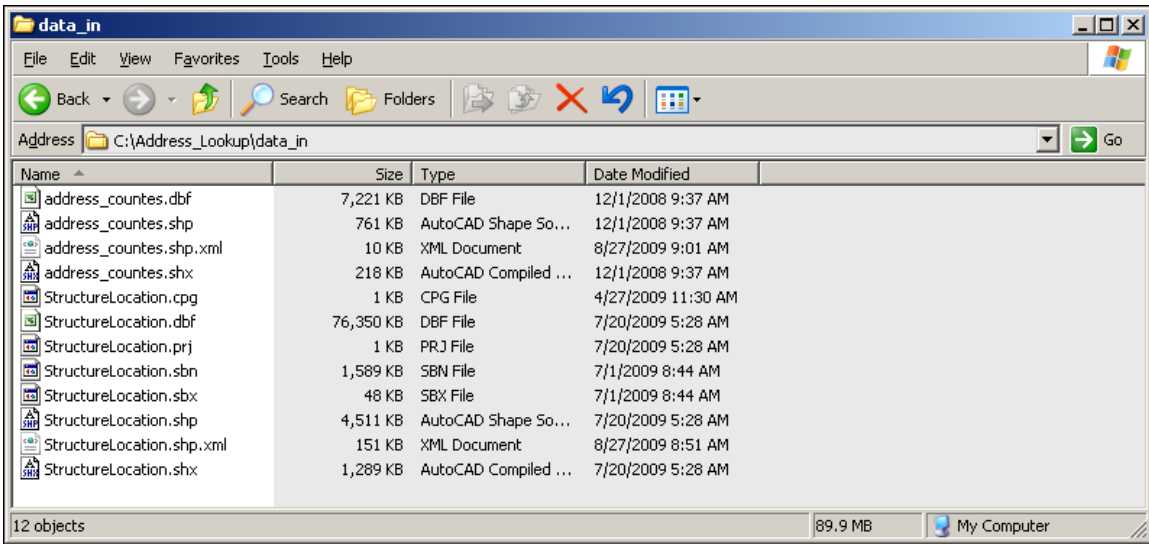 data_in
File Edit View Favorites Tools Help
Back Search Folders
Address C:\Address_Lookup\data_in Go
Name Size Type Date Modified
address_countes.dbf 7,221 KB DBF File 12/1/2008 9:37 AM
address_countes.shp 761 KB AutoCAD Shape So... 12/1/2008 9:37 AM
address_countes.shp.xml 10 KB XML Document 8/27/2009 9:01 AM
address_countes.shx 218 KB AutoCAD Compiled ... 12/1/2008 9:37 AM
StructureLocation.cpg 1 KB CPG File 4/27/2009 11:30 AM
StructureLocation.dbf 76,350 KB DBF File 7/20/2009 5:28 AM
StructureLocation.prj 1 KB PRJ File 7/20/2009 5:28 AM
StructureLocation.sbn 1,589 KB SBN File 7/1/2009 8:44 AM
StructureLocation.sbx 48 KB SBX File 7/1/2009 8:44 AM
StructureLocation.shp 4,511 KB AutoCAD Shape So... 7/20/2009 5:28 AM
StructureLocation.shp.xml 151 KB XML Document 8/27/2009 8:51 AM
StructureLocation.shx 1,289 KB AutoCAD Compiled ... 7/20/2009 5:28 AM
12 objects 89.9 MB My Computer